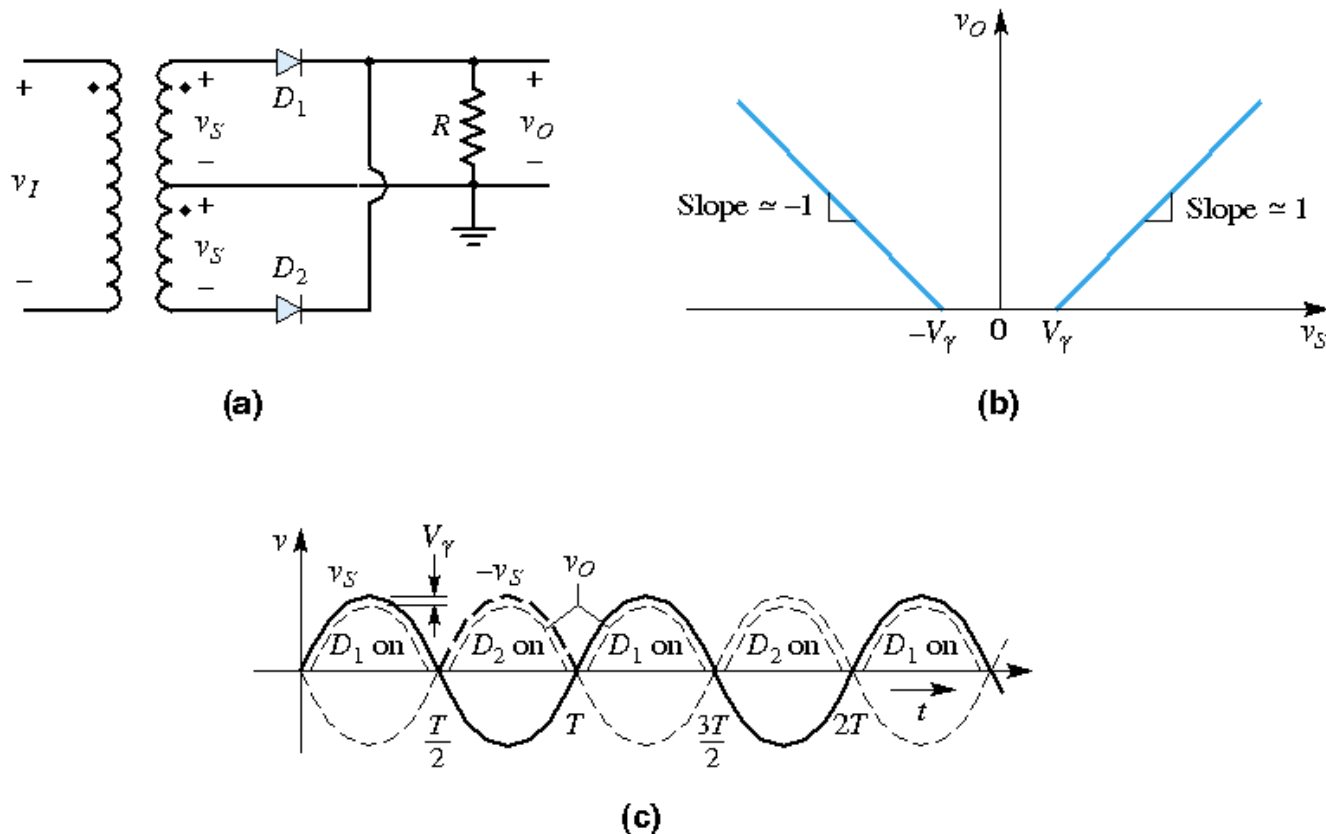 +
v_I
−
+
v_S
−
+
v_S
−
D_1
D_2
R
+
v_O
−
(a)
v_O
Slope ≃ −1
Slope ≃ 1
−V_γ
0
V_γ
v_S
(b)
v
v_S
V_γ
−v_S
v_O
D_1 on
D_2 on
D_1 on
D_2 on
D_1 on
T/2
T
3T/2
2T
t
(c)